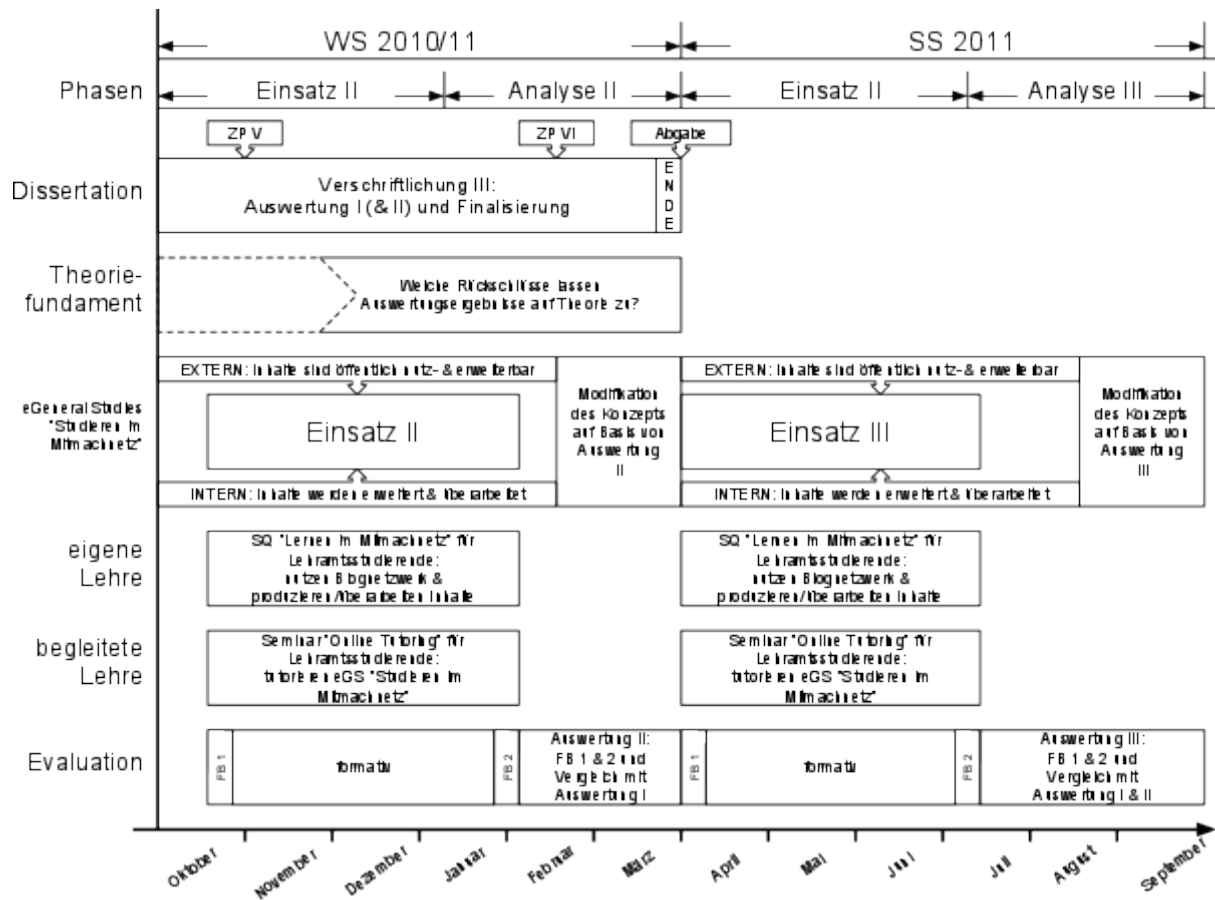 WS 2010/11
SS 2011
Phasen
Einsatz II
Analyse II
Einsatz II
Analyse III
ZP V
ZP VI
Abgabe
Dissertation
Verschriftlichung III:
Auswertung I (& II) und Finalisierung
ENDE
Theorie-
fundament
Welche Rückschlüsse lassen
Auswertungsergebnisse auf Theorie zu?
eGeneral Studies
"Studieren im
Mitmachnetz"
EXTERN: Inhalte sind öffentlich nutz- & erweiterbar
Einsatz II
INTERN: Inhalte werden erweitert & überarbeitet
Modifikation
des Konzepts
auf Basis von
Auswertung
II
EXTERN: Inhalte sind öffentlich nutz- & erweiterbar
Einsatz III
INTERN: Inhalte werden erweitert & überarbeitet
Modifikation
des Konzepts
auf Basis von
Auswertung
III
eigene
Lehre
SQ "Lernen im Mitmachnetz" für
Lehramtsstudierende:
nutzen Blognetzwerk &
produzieren/überarbeiten Inhalte
SQ "Lernen im Mitmachnetz" für
Lehramtsstudierende:
nutzen Blognetzwerk &
produzieren/überarbeiten Inhalte
begleitete
Lehre
Seminar "Online Tutoring" für
Lehramtsstudierende:
tutorieren eGS "Studieren im
Mitmachnetz"
Seminar "Online Tutoring" für
Lehramtsstudierende:
tutorieren eGS "Studieren im
Mitmachnetz"
Evaluation
FB 1
formativ
FB 2
Auswertung II:
FB 1 & 2 und
Vergleich mit
Auswertung I
FB 1
formativ
FB 2
Auswertung III:
FB 1 & 2 und
Vergleich mit
Auswertung I & II
Oktober
November
Dezember
Januar
Februar
März
April
Mai
Juni
Juli
August
September